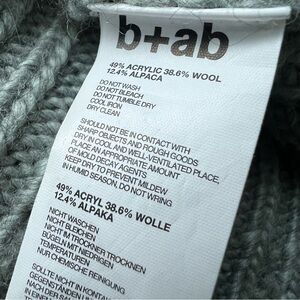 b+ab
49% ACRYLIC 38.6% WOOL
12.4% ALPACA
DO NOT WASH
DO NOT BLEACH
DO NOT TUMBLE DRY
COOL IRON
DRY CLEAN
SHOULD NOT BE IN CONTACT WITH
SHARP OBJECTS AND ROUGH GOODS
DRY IN COOL AND WELL-VENTILATED PLACE,
PLACE AN APPROPRIATE AMOUNT
OF MOLD DECAY AGENTS
KEEP DRY TO PREVENT MILDEW
IN HUMID SEASON, DO NOT WRING
49% ACRYL 38.6% WOLLE
12.4% ALPAKA
NICHT WASCHEN
NICHT BLEICHEN
NICHT IM TROCKNER TROCKNEN
BÜGELN MIT NIEDRIGEN
TEMPERATUREN
NUR CHEMISCHE REINIGUNG
SOLLTE NICHT IN KONTAK
GEGENSTÄNDEN
NACH DER